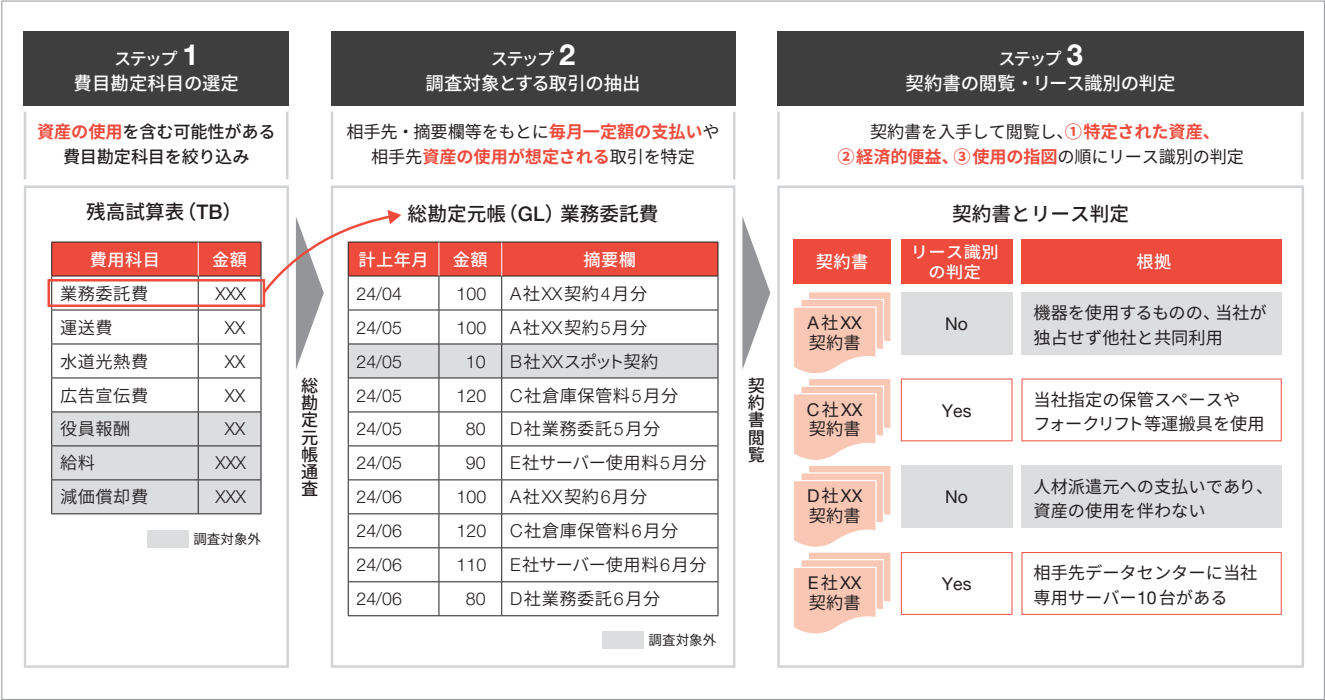 ステップ 1
費目勘定科目の選定
資産の使用を含む可能性がある
費目勘定科目を絞り込み
残高試算表(TB)
費用科目 金額
業務委託費 XXX
運送費 XX
水道光熱費 XX
広告宣伝費 XX
役員報酬 XX
給料 XXX
減価償却費 XXX
調査対象外
総勘定元帳通査
ステップ 2
調査対象とする取引の抽出
相手先・摘要欄等をもとに毎月一定額の支払いや
相手先資産の使用が想定される取引を特定
総勘定元帳(GL) 業務委託費
計上年月 金額 摘要欄
24/04 100 A社XX契約4月分
24/05 100 A社XX契約5月分
24/05 10 B社XXスポット契約
24/05 120 C社倉庫保管料5月分
24/05 80 D社業務委託5月分
24/05 90 E社サーバー使用料5月分
24/06 100 A社XX契約6月分
24/06 120 C社倉庫保管料6月分
24/06 110 E社サーバー使用料6月分
24/06 80 D社業務委託6月分
調査対象外
契約書閲覧
ステップ 3
契約書の閲覧・リース識別の判定
契約書を入手して閲覧し、①特定された資産、
②経済的便益、③使用の指図の順にリース識別の判定
契約書とリース判定
契約書 リース識別の判定 根拠
A社XX
契約書
No
機器を使用するものの、当社が
独占せず他社と共同利用
C社XX
契約書
Yes
当社指定の保管スペースや
フォークリフト等運搬具を使用
D社XX
契約書
No
人材派遣元への支払いであり、
資産の使用を伴わない
E社XX
契約書
Yes
相手先データセンターに当社
専用サーバー10台がある